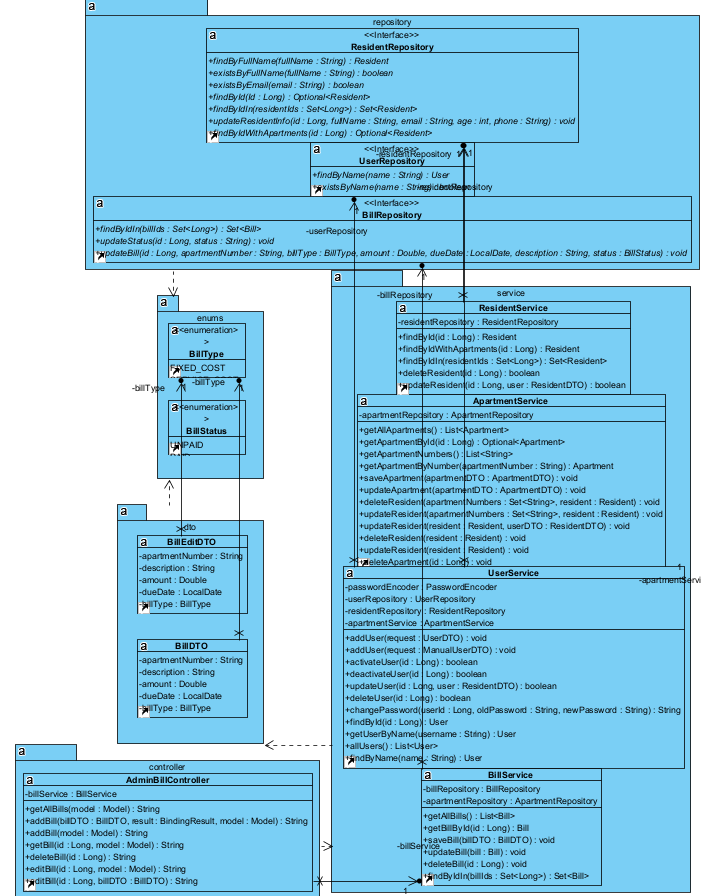 a
repository
a
<<Interface>>
ResidentRepository
+findByFullName(fullName : String) : Resident
+existsByFullName(fullName : String) : boolean
+existsByEmail(email : String) : boolean
+findById(id : Long) : Optional<Resident>
+findByIdIn(residentIds : Set<Long>) : Set<Resident>
+updateResidentInfo(id : Long, fullName : String, email : String, age : int, phone : String) : void
+findByIdWithApartments(id : Long) : Optional<Resident>
a
<<Interface>>
-residentRepository 1
UserRepository
+findByName(name : String) : User
+existsByName(name : String) : boolean
a
<<Interface>>
BillRepository
+findByIdIn(billIds : Set<Long>) : Set<Bill>
-userRepository
+updateStatus(id : Long, status : String) : void
+updateBill(id : Long, apartmentNumber : String, billType : BillType, amount : Double, dueDate : LocalDate, description : String, status : BillStatus) : void
a
service
-billRepository
a
ResidentService
-residentRepository : ResidentRepository
+findById(id : Long) : Resident
+findByIdWithApartments(id : Long) : Resident
+findByIdIn(residentIds : Set<Long>) : Set<Resident>
+deleteResident(id : Long) : boolean
+updateResident(id : Long, user : ResidentDTO) : boolean
a
enums
a
<<enumeration>
>
BillType
FIXED_COST
-billType
-billType
a
<<enumeration>
>
BillStatus
UNPAID
a
ApartmentService
-apartmentRepository : ApartmentRepository
+getAllApartments() : List<Apartment>
+getApartmentById(id : Long) : Optional<Apartment>
+getApartmentNumbers() : List<String>
+getApartmentByNumber(apartmentNumber : String) : Apartment
+saveApartment(apartmentDTO : ApartmentDTO) : void
+updateApartment(apartmentDTO : ApartmentDTO) : void
+deleteResident(apartmentNumbers : Set<String>, resident : Resident) : void
+updateResident(apartmentNumbers : Set<String>, resident : Resident) : void
+updateResident(resident : Resident, userDTO : ResidentDTO) : void
+deleteResident(resident : Resident) : void
+updateResident(resident : Resident) : void
+deleteApartment(id : Long) : void
1
-apartmentServi
a
dto
a
BillEditDTO
-apartmentNumber : String
-description : String
-amount : Double
-dueDate : LocalDate
-billType : BillType
a
BillDTO
-apartmentNumber : String
-description : String
-amount : Double
-dueDate : LocalDate
-billType : BillType
a
UserService
-passwordEncoder : PasswordEncoder
-userRepository : UserRepository
-residentRepository : ResidentRepository
-apartmentService : ApartmentService
+addUser(request : UserDTO) : void
+addUser(request : ManualUserDTO) : void
+activateUser(id : Long) : boolean
+deactivateUser(id : Long) : boolean
+updateUser(id : Long, user : ResidentDTO) : boolean
+deleteUser(id : Long) : boolean
+changePassword(userId : Long, oldPassword : String, newPassword : String) : String
+findById(id : Long) : User
+getUserByName(username : String) : User
+allUsers() : List<User>
+findByName(name : String) : User
a
controller
a
AdminBillController
-billService : BillService
+getAllBills(model : Model) : String
+addBill(billDTO : BillDTO, result : BindingResult, model : Model) : String
+addBill(model : Model) : String
+getBill(id : Long, model : Model) : String
+deleteBill(id : Long) : String
+editBill(id : Long, model : Model) : String
+editBill(id : Long, billDTO : BillDTO) : String
a
BillService
-billRepository : BillRepository
-apartmentRepository : ApartmentRepository
+getAllBills() : List<Bill>
+getBillById(id : Long) : Bill
+saveBill(billDTO : BillDTO) : void
+updateBill(bill : Bill) : void
+deleteBill(id : Long) : void
+findByIdIn(billIds : Set<Long>) : Set<Bill>
-billService
1